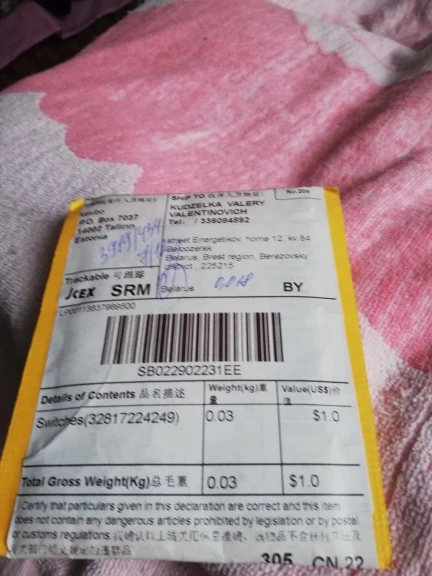 SHIP TO
No.306
P.O. Box 7037
14002 Tallinn
Estonia
KUDZELKA VALERY
VALENTINOVICH
Tel: / 336084892
street Energetikov, home 12, kv 64
Beloozersk
Belarus, Brest region, Berezovsky
district, 225215
Trackable 可跟踪
JCEX SRM
Belarus
BY
SB022902231EE
Details of Contents 品名描述
Weight(kg)重量
Value(US$)价值
Switches(32817224249)
0.03
$1.0
Total Gross Weight(Kg)总毛重
0.03
$1.0
I certify that particulars given in this declaration are correct and this item
does not contain any dangerous articles prohibited by legislation or by postal
or customs regulations.
305 CN 22